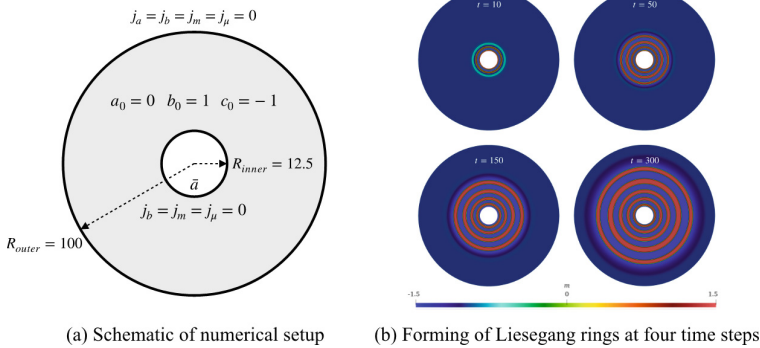 j_a = j_b = j_m = j_μ = 0
a_0 = 0 b_0 = 1 c_0 = − 1
R_inner = 12.5
ā
j_b = j_m = j_μ = 0
R_outer = 100
(a) Schematic of numerical setup
t = 10
t = 50
t = 150
t = 300
m
-1.5 0 1.5
(b) Forming of Liesegang rings at four time steps